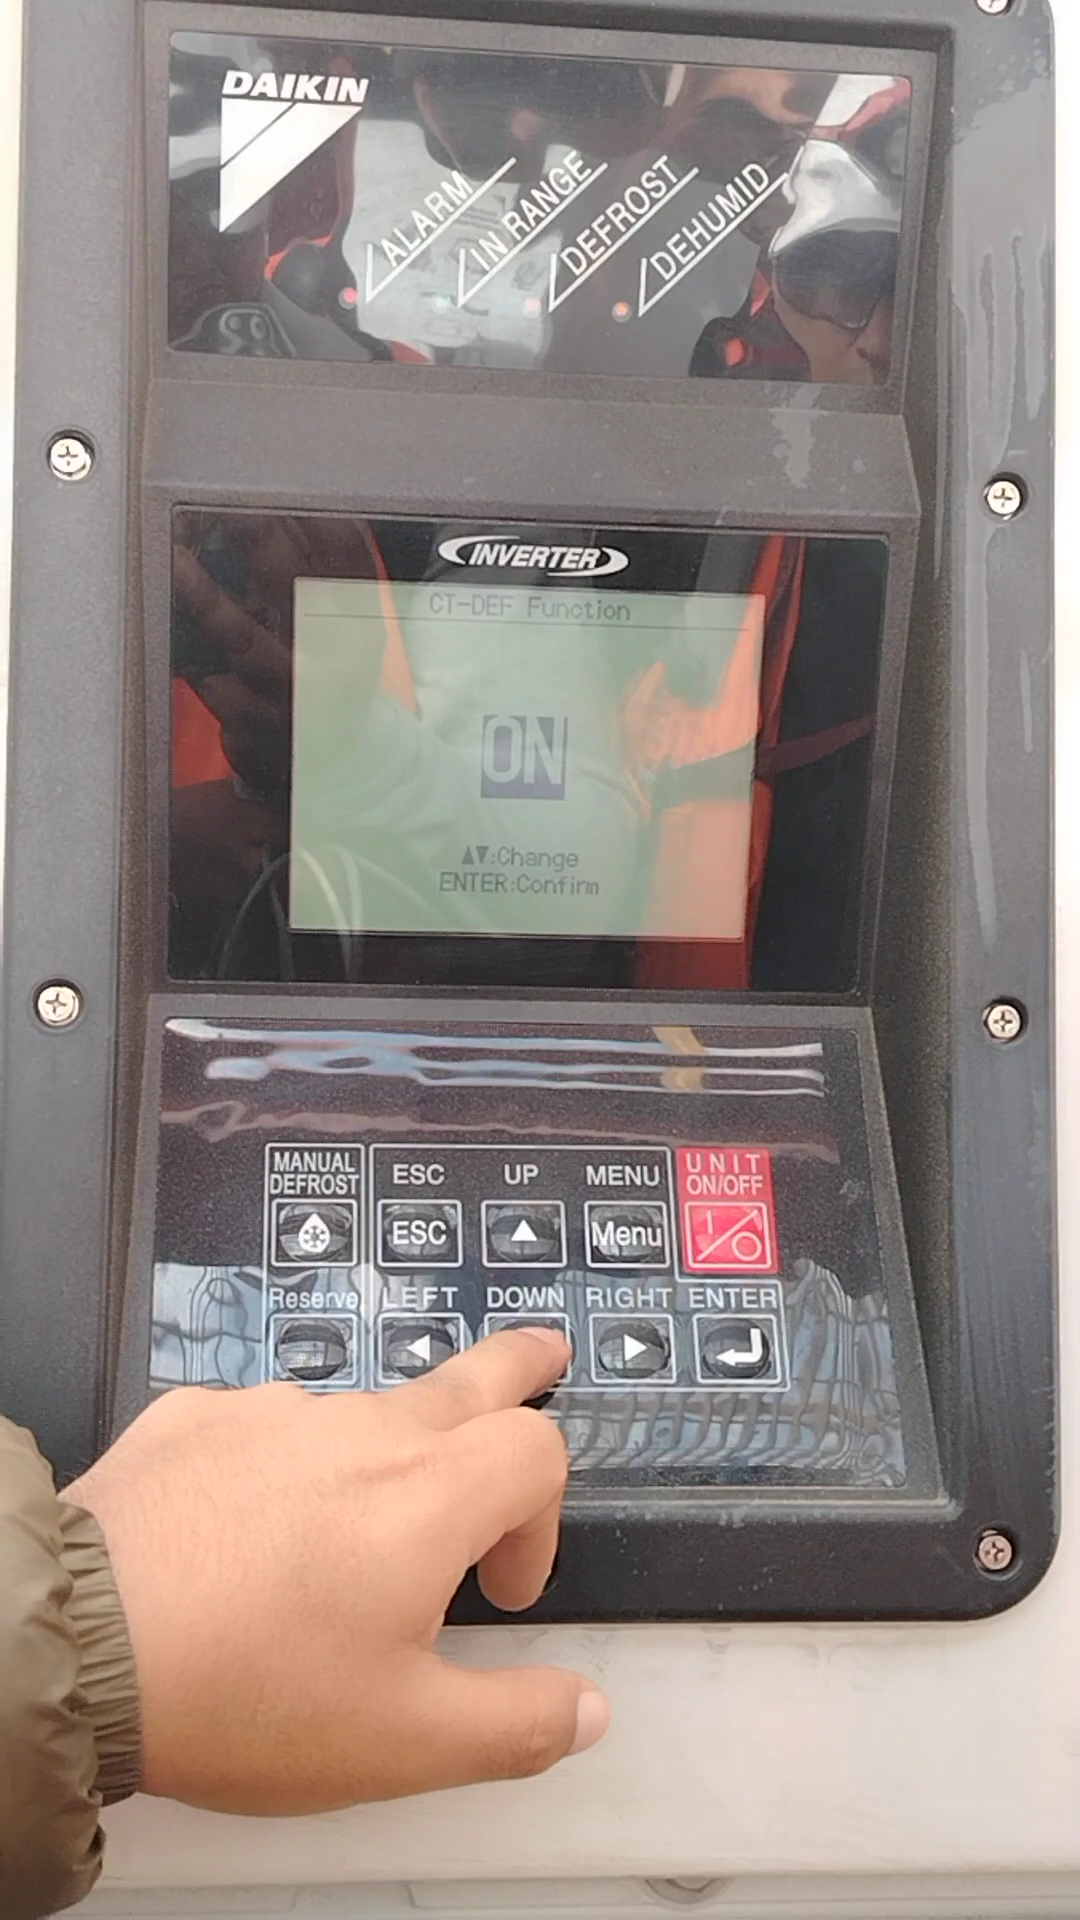 DAIKIN
ALARM
IN RANGE
DEFROST
DEHUMID
INVERTER
CT-DEF Function
ON
▲▼:Change
ENTER:Confirm
MANUAL DEFROST
ESC
UP
MENU
UNIT ON/OFF
ESC
Menu
Reserve
LEFT
DOWN
RIGHT
ENTER